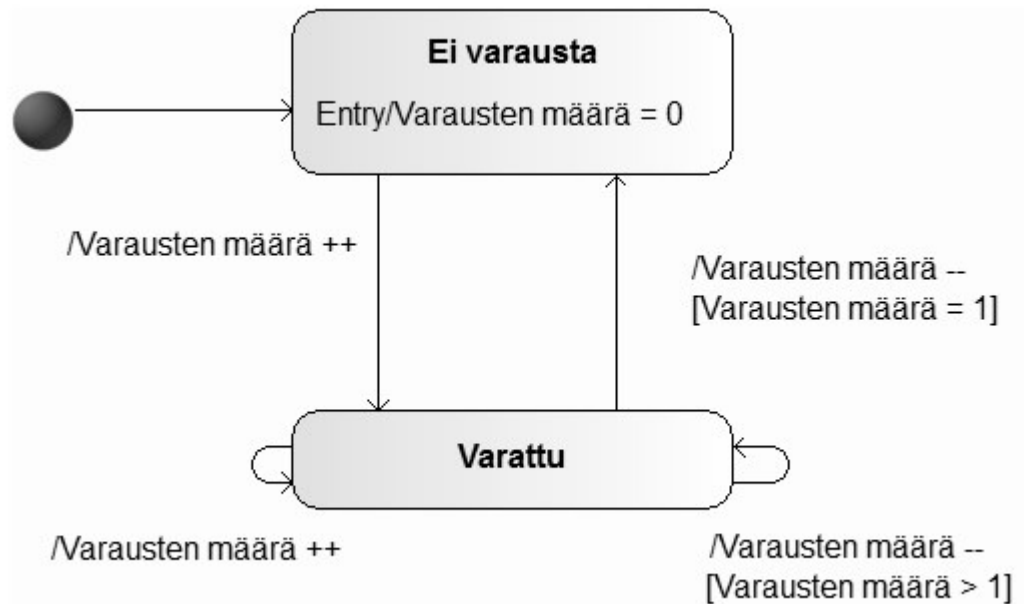 Ei varausta
Entry/Varausten määrä = 0
/Varausten määrä ++
/Varausten määrä --
[Varausten määrä = 1]
Varattu
/Varausten määrä ++
/Varausten määrä --
[Varausten määrä > 1]